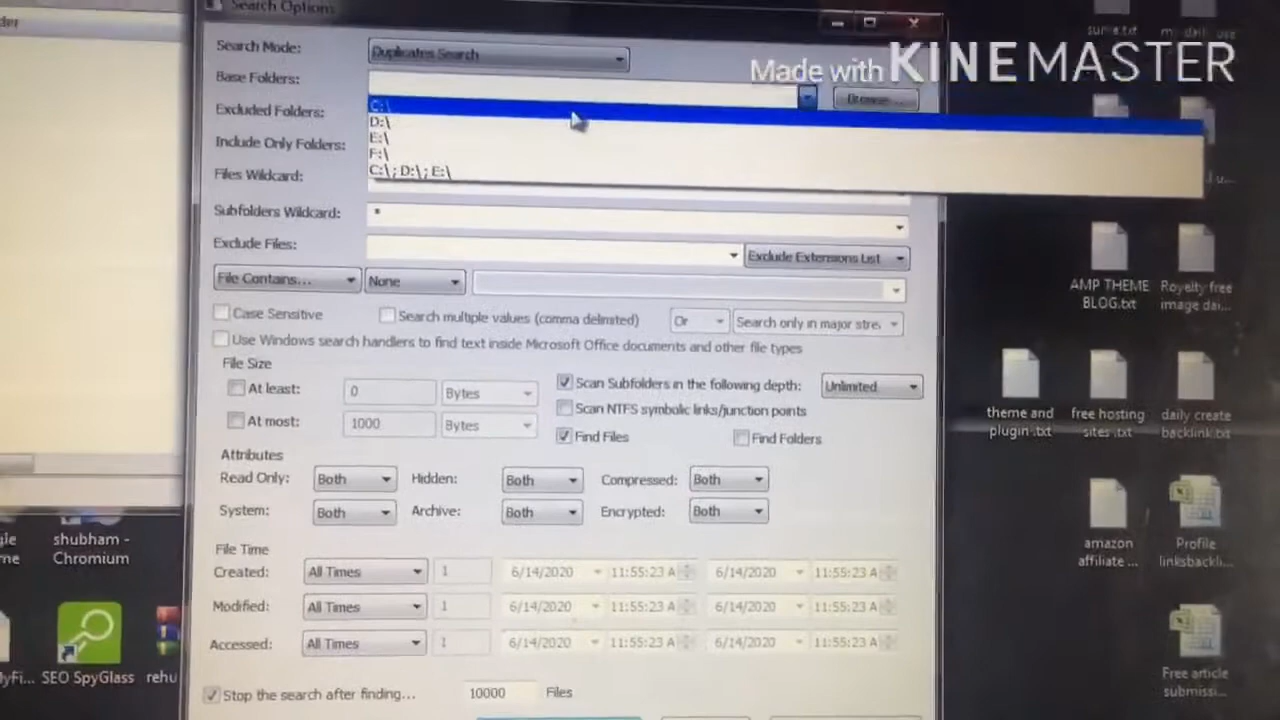 Search Options
Search Mode:
Duplicates Search
Made with KINEMASTER
Base Folders:
Browse...
Excluded Folders:
C:\
D:\
E:\
F:\
C:\; D:\; E:\
Include Only Folders:
Files Wildcard:
Subfolders Wildcard:
*
Exclude Files:
Exclude Extensions List
File Contains...
None
Case Sensitive
Search multiple values (comma delimited)
Or
Search only in major stre
Use Windows search handlers to find text inside Microsoft Office documents and other file types
File Size
At least:
0
Bytes
Scan Subfolders in the following depth:
Unlimited
Scan NTFS symbolic links/junction points
At most:
1000
Bytes
Find Files
Find Folders
Attributes
Read Only:
Both
Hidden:
Both
Compressed:
Both
System:
Both
Archive:
Both
Encrypted:
Both
File Time
Created:
All Times
1
6/14/2020
11:55:23 A
6/14/2020
11:55:23 A
Modified:
All Times
1
6/14/2020
11:55:23 A
6/14/2020
11:55:23 A
Accessed:
All Times
1
6/14/2020
11:55:23 A
6/14/2020
11:55:23 A
Stop the search after finding...
10000
Files
shubham -
Chromium
SEO SpyGlass
rehu
AMP THEME
BLOG.txt
Royelty free
image dai...
theme and
plugin .txt
free hosting
sites .txt
daily create
backlink.txt
amazon
affiliate ...
Profile
linksbackli...
Free article
submissi...